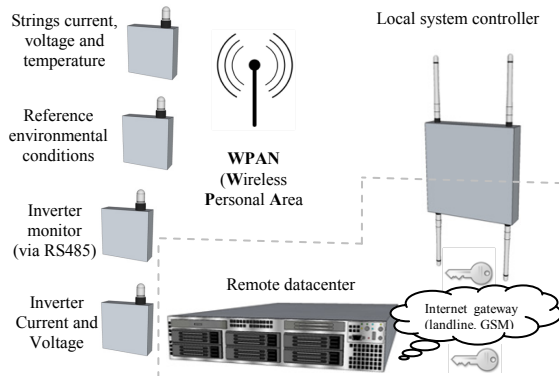 Strings current,
voltage and
temperature
Reference
environmental
conditions
Inverter
monitor
(via RS485)
Inverter
Current and
Voltage
WPAN
(Wireless
Personal Area
Local system controller
Remote datacenter
Internet gateway
(landline, GSM)